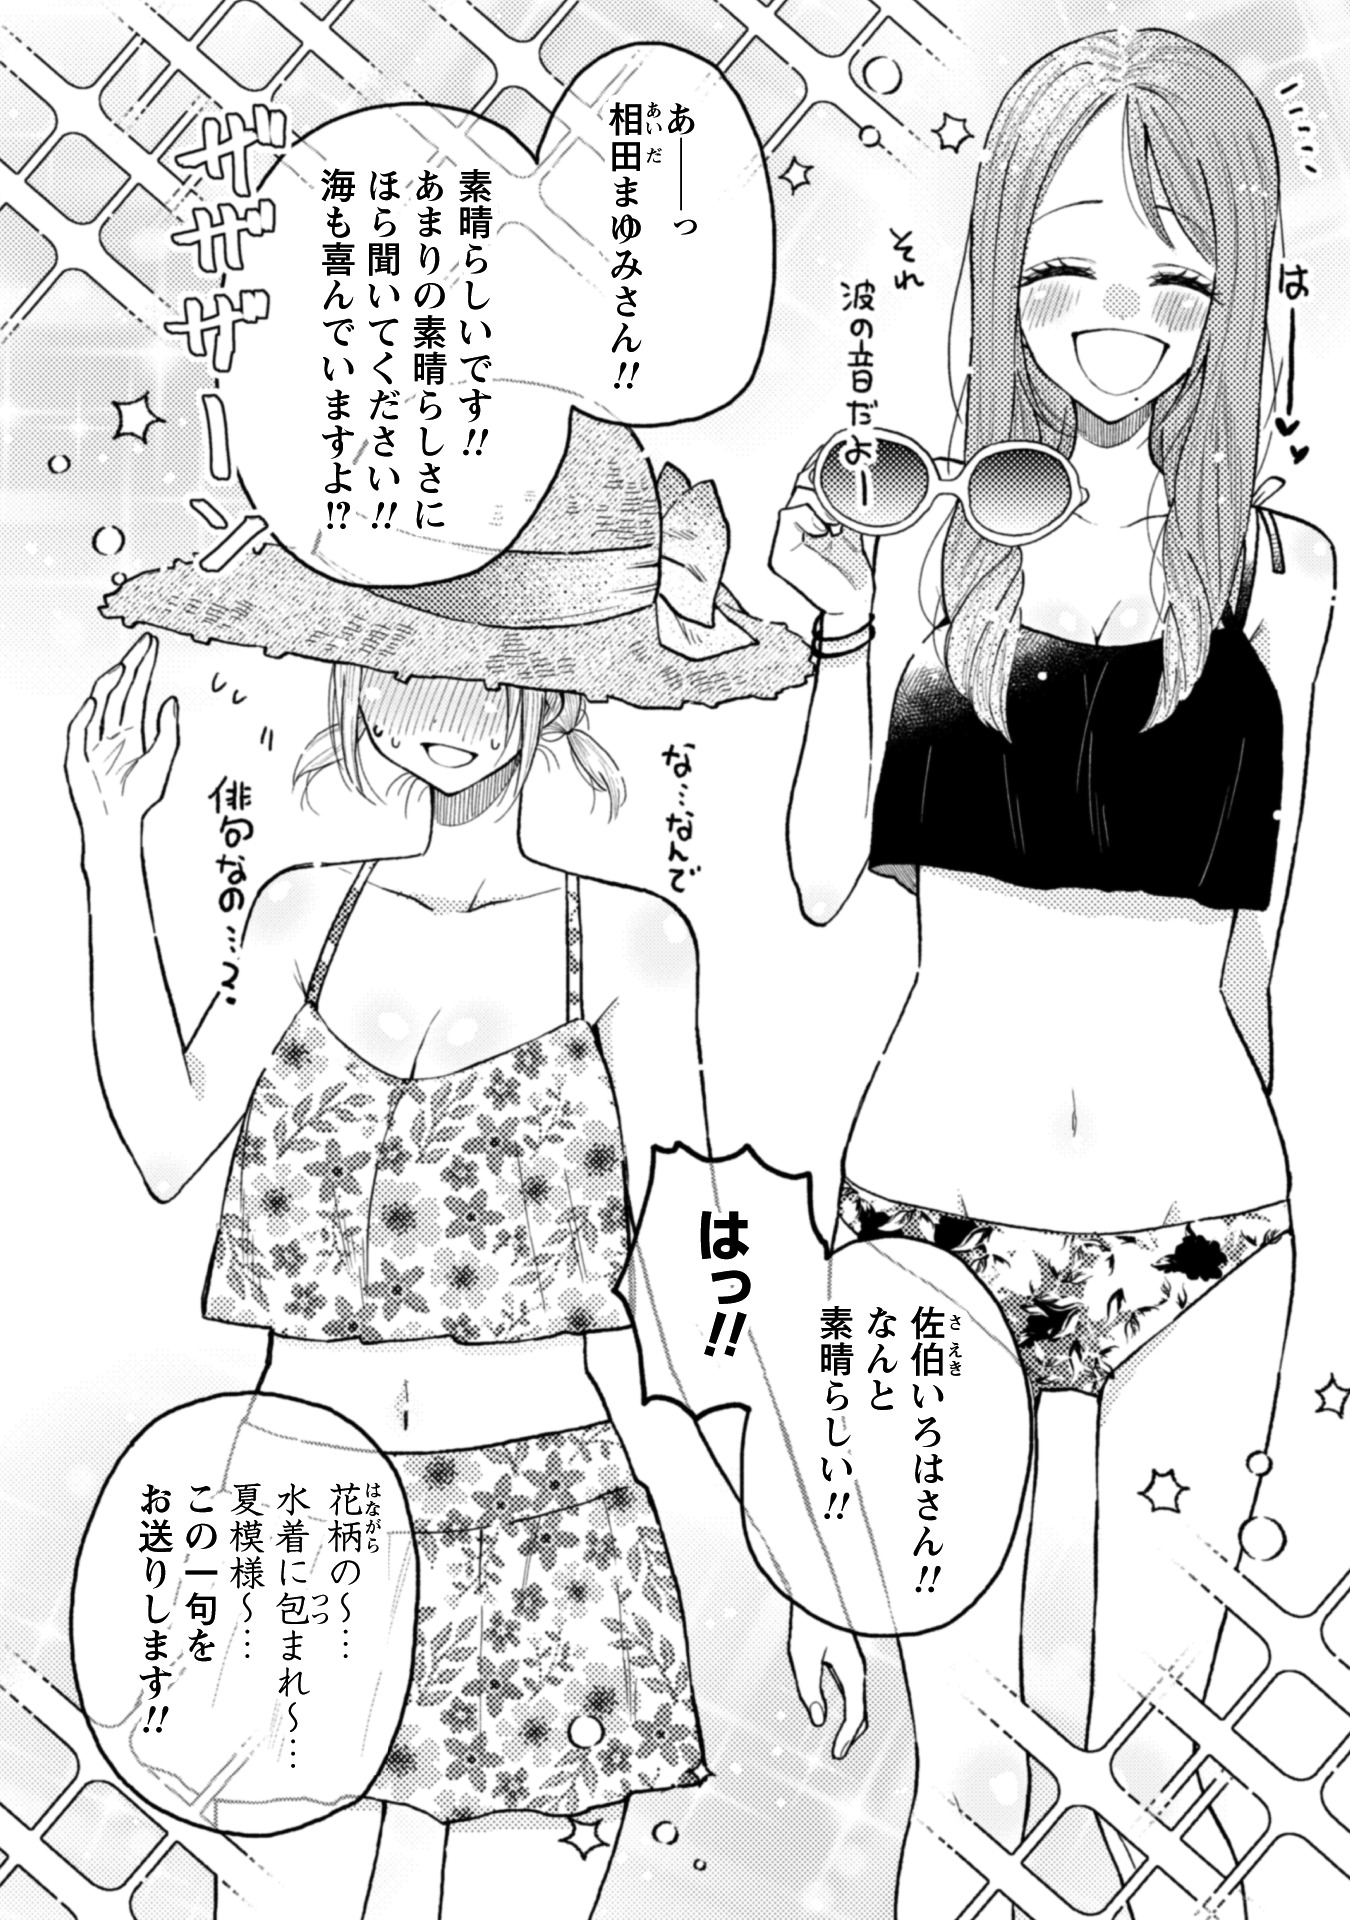 あ──っ
相田まゆみさん!!
素晴らしいです!!
あまりの素晴らしさに
ほら聞いてください!!
海も喜んでいますよ!?
ザザザーン
はーー♥♥
それ
波の音だよー
な…なんで
俳句なの…?
はっ!!
佐伯いろはさん!!
なんと
素晴らしい!!
花柄の〜…
水着に包まれ〜…
夏模様〜…
この一句を
お送りします!!